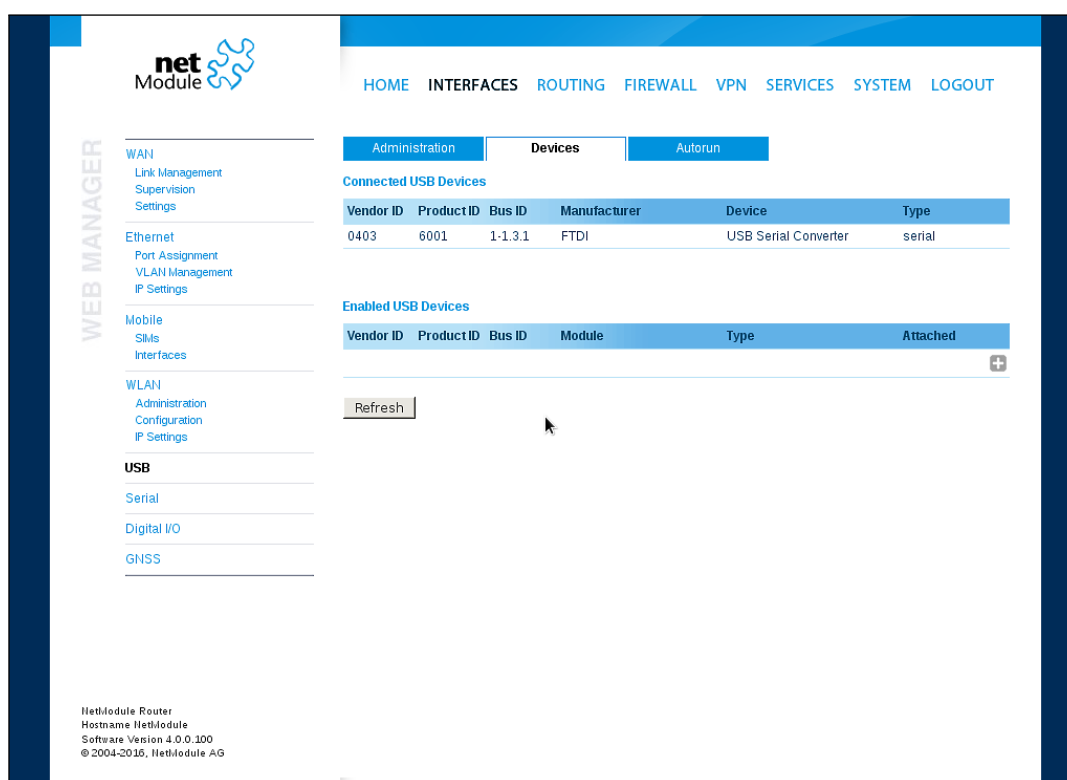 net
Module
HOME INTERFACES ROUTING FIREWALL VPN SERVICES SYSTEM LOGOUT
WEB MANAGER
WAN
Link Management
Supervision
Settings
Ethernet
Port Assignment
VLAN Management
IP Settings
Mobile
SIMs
Interfaces
WLAN
Administration
Configuration
IP Settings
USB
Serial
Digital I/O
GNSS
Administration Devices Autorun
Connected USB Devices
Vendor ID Product ID Bus ID Manufacturer Device Type
0403 6001 1-1.3.1 FTDI USB Serial Converter serial
Enabled USB Devices
Vendor ID Product ID Bus ID Module Type Attached
Refresh
NetModule Router
Hostname NetModule
Software Version 4.0.0.100
© 2004-2016, NetModule AG